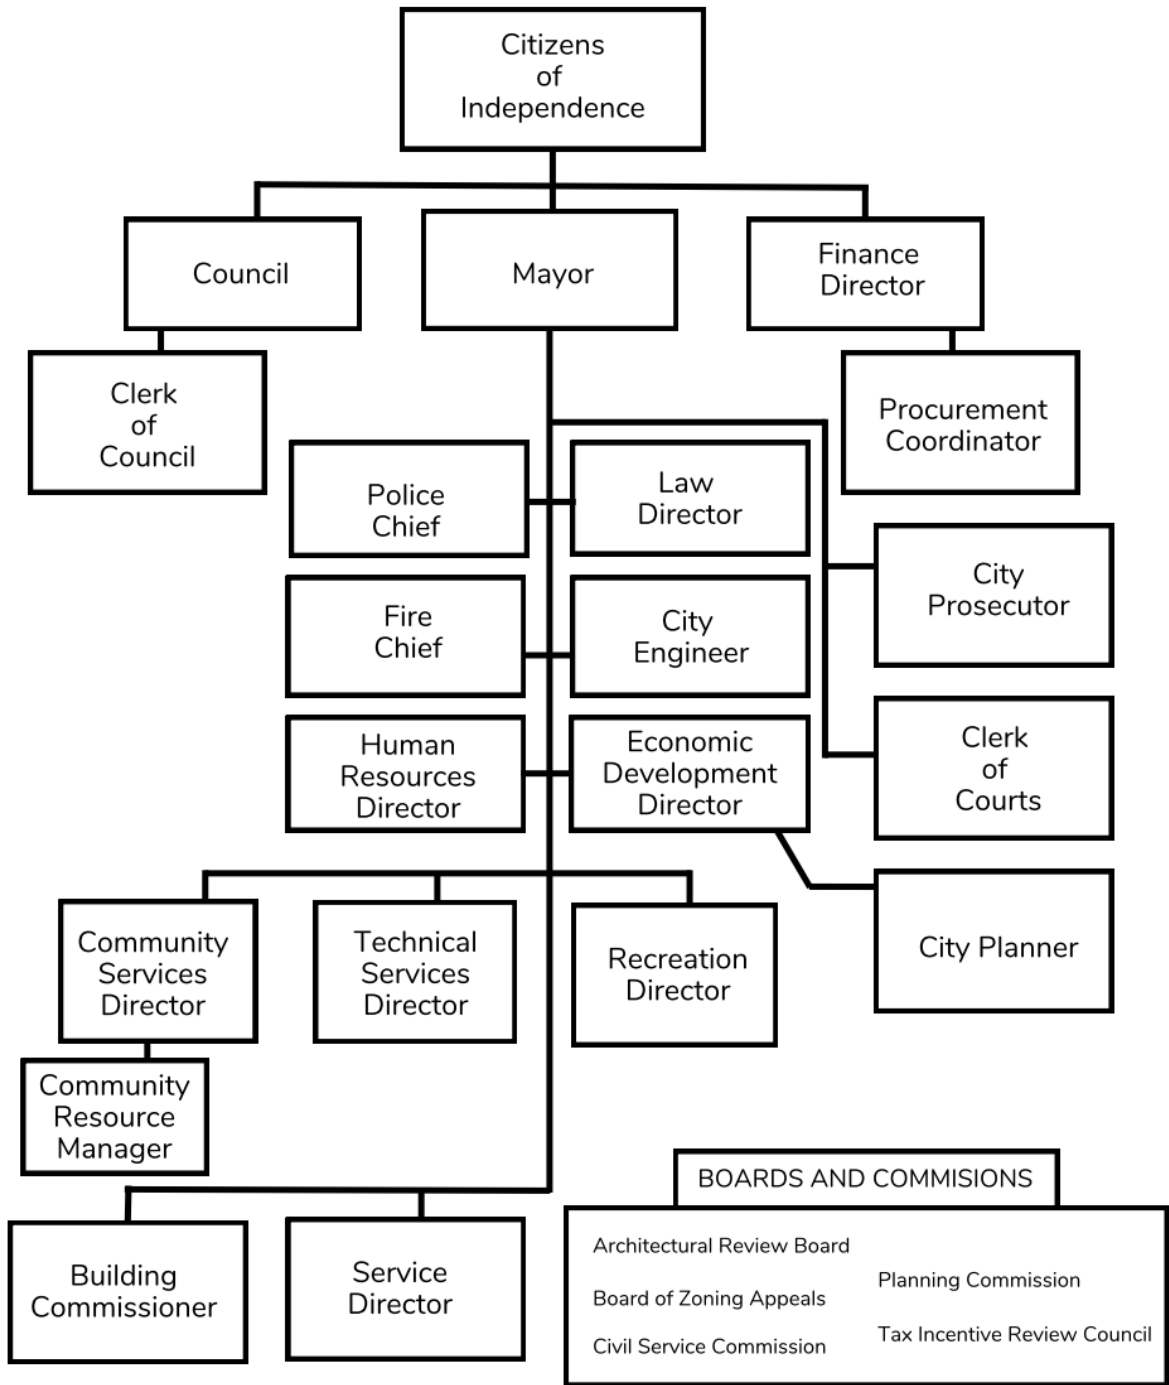 Citizens
of
Independence
Council
Mayor
Finance
Director
Clerk
of
Council
Procurement
Coordinator
Police
Chief
Law
Director
City
Prosecutor
Fire
Chief
City
Engineer
Human
Resources
Director
Economic
Development
Director
Clerk
of
Courts
Community
Services
Director
Technical
Services
Director
Recreation
Director
City Planner
Community
Resource
Manager
Building
Commissioner
Service
Director
BOARDS AND COMMISIONS
Architectural Review Board
Board of Zoning Appeals
Civil Service Commission
Planning Commission
Tax Incentive Review Council